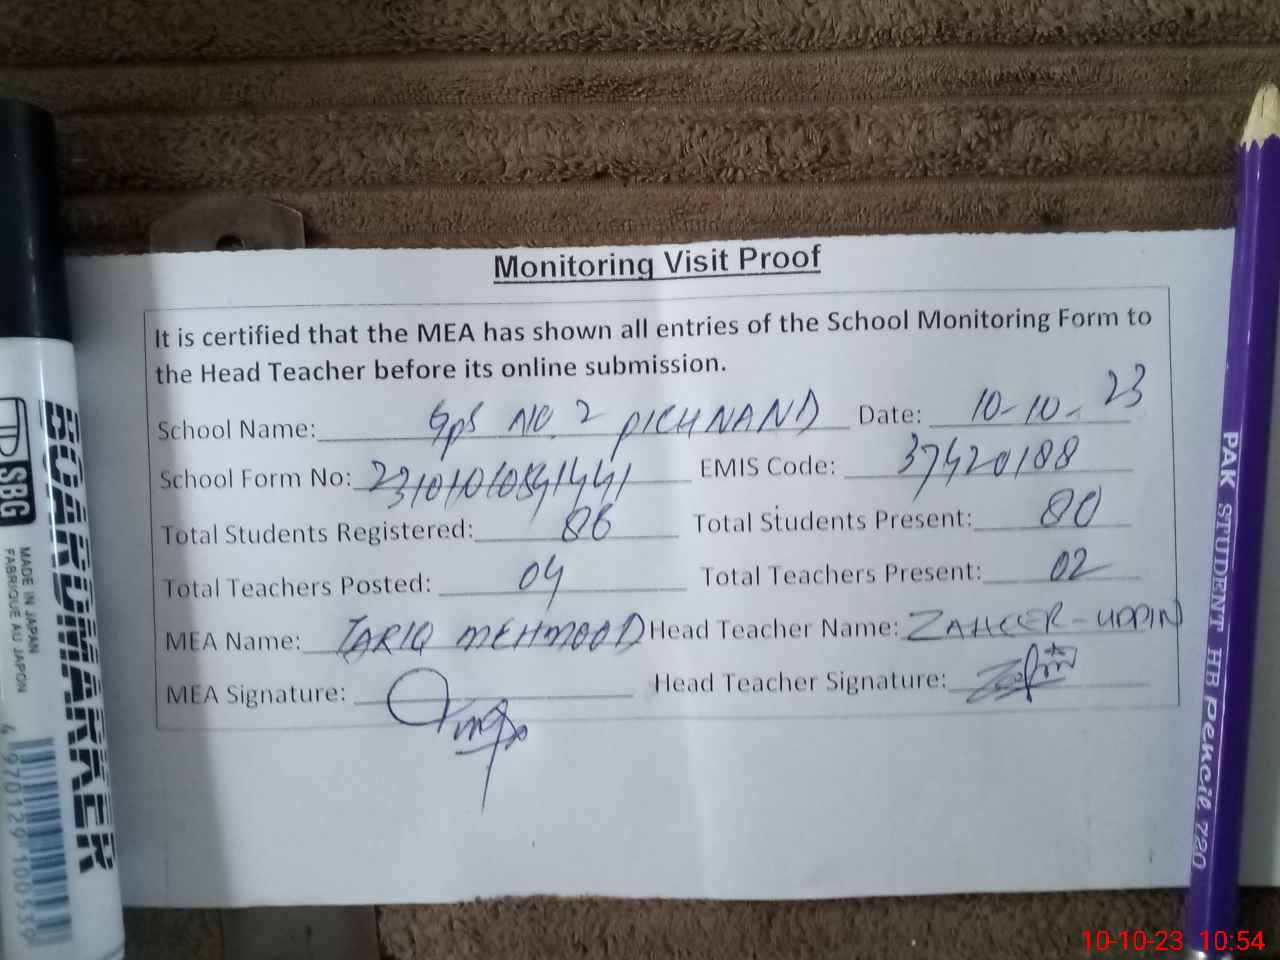 Monitoring Visit Proof
It is certified that the MEA has shown all entries of the School Monitoring Form to
the Head Teacher before its online submission.
School Name: GPS NO. 2 PICHNAND Date: 10-10-23
School Form No: EMIS Code: 37420188
Total Students Registered: 86 Total Students Present: 80
Total Teachers Posted: 04 Total Teachers Present: 02
MEA Name: TARIQ MEHMOOD Head Teacher Name: ZAHEER-UDDIN
MEA Signature: Head Teacher Signature:
SBG
BOARDMARKER
MADE IN JAPAN
FABRIQUE AU JAPON
PAK STUDENT HB Pencil 720
10-10-23 10:54